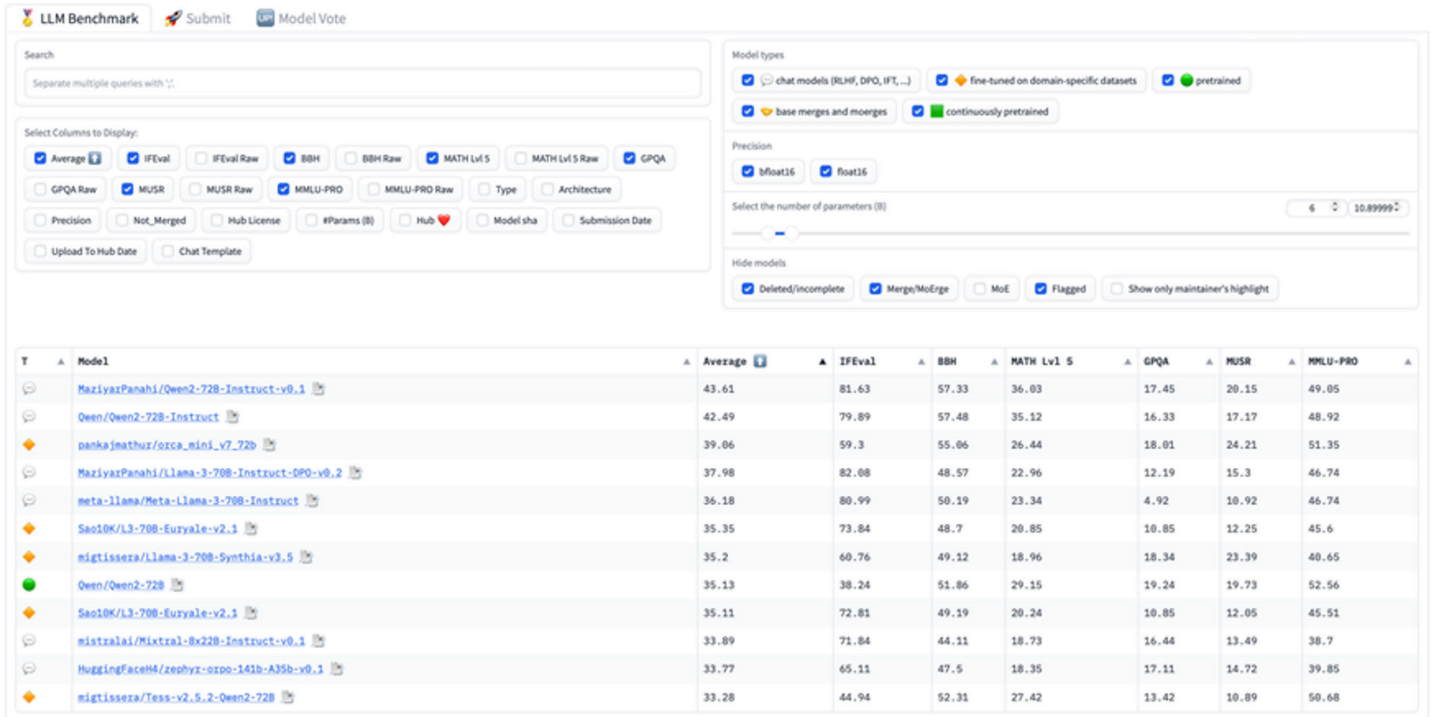 LLM Benchmark Submit Model Vote
Search
Separate multiple queries with ';'.
Select Columns to Display:
Average IFEval IFEval Raw BBH BBH Raw MATH Lvl 5 MATH Lvl 5 Raw GPQA
GPQA Raw MUSR MUSR Raw MMLU-PRO MMLU-PRO Raw Type Architecture
Precision Not_Merged Hub License #Params (B) Hub ❤️ Model sha Submission Date
Upload To Hub Date Chat Template
Model types
chat models (RLHF, DPO, IFT, ...) fine-tuned on domain-specific datasets pretrained
base merges and moerges continuously pretrained
Precision
bfloat16 float16
Select the number of parameters (B) 6 10.89999
Hide models
Deleted/incomplete Merge/MoErge MoE Flagged Show only maintainer's highlight
T Model Average IFEval BBH MATH Lvl 5 GPQA MUSR MMLU-PRO
MaziyarPanahi/Qwen2-72B-Instruct-v0.1 43.61 81.63 57.33 36.03 17.45 20.15 49.05
Qwen/Qwen2-72B-Instruct 42.49 79.89 57.48 35.12 16.33 17.17 48.92
pankajmathur/orca_mini_v7_72b 39.06 59.3 55.06 26.44 18.01 24.21 51.35
MaziyarPanahi/Llama-3-70B-Instruct-DPO-v0.2 37.98 82.08 48.57 22.96 12.19 15.3 46.74
meta-llama/Meta-Llama-3-70B-Instruct 36.18 80.99 50.19 23.34 4.92 10.92 46.74
Sao10K/L3-70B-Euryale-v2.1 35.35 73.84 48.7 20.85 10.85 12.25 45.6
migtissera/Llama-3-70B-Synthia-v3.5 35.2 60.76 49.12 18.96 18.34 23.39 40.65
Qwen/Qwen2-72B 35.13 38.24 51.86 29.15 19.24 19.73 52.56
Sao10K/L3-70B-Euryale-v2.1 35.11 72.81 49.19 20.24 10.85 12.05 45.51
mistralai/Mixtral-8x22B-Instruct-v0.1 33.89 71.84 44.11 18.73 16.44 13.49 38.7
HuggingFaceH4/zephyr-orpo-141b-A35b-v0.1 33.77 65.11 47.5 18.35 17.11 14.72 39.85
migtissera/Tess-v2.5.2-Qwen2-72B 33.28 44.94 52.31 27.42 13.42 10.89 50.68